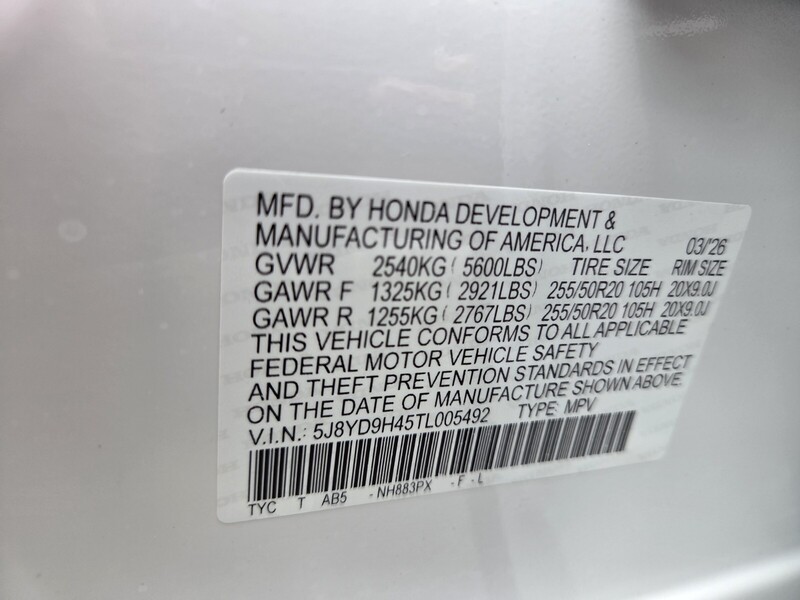 MFD. BY HONDA DEVELOPMENT &
MANUFACTURING OF AMERICA, LLC 03/'26
GVWR 2540KG ( 5600LBS) TIRE SIZE RIM SIZE
GAWR F 1325KG ( 2921LBS) 255/50R20 105H 20X9.0J
GAWR R 1255KG ( 2767LBS) 255/50R20 105H 20X9.0J
THIS VEHICLE CONFORMS TO ALL APPLICABLE
FEDERAL MOTOR VEHICLE SAFETY
AND THEFT PREVENTION STANDARDS IN EFFECT
ON THE DATE OF MANUFACTURE SHOWN ABOVE.
V.I.N.: 5J8YD9H45TL005492 TYPE: MPV
TYC T AB5 -NH883PX -F -L